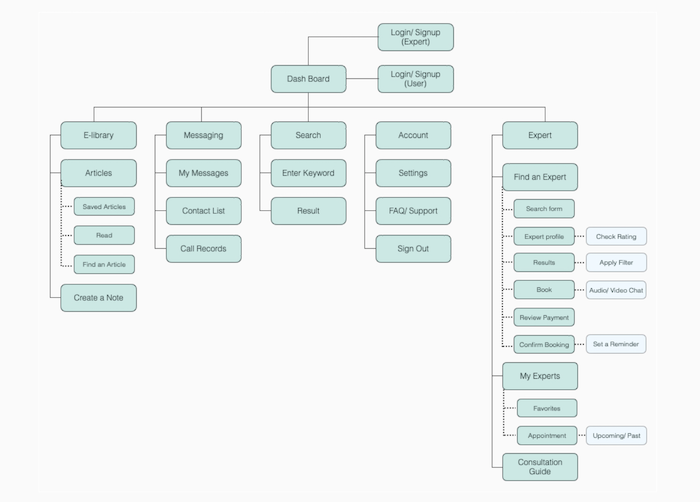 Login/ Signup
(Expert)
Dash Board
Login/ Signup
(User)
E-library
Messaging
Search
Account
Expert
Articles
My Messages
Enter Keyword
Settings
Find an Expert
Saved Articles
Contact List
Result
FAQ/ Support
Search form
Read
Expert profile
Check Rating
Find an Article
Call Records
Sign Out
Results
Apply Filter
Create a Note
Book
Audio/ Video Chat
Review Payment
Confirm Booking
Set a Reminder
My Experts
Favorites
Appointment
Upcoming/ Past
Consultation
Guide